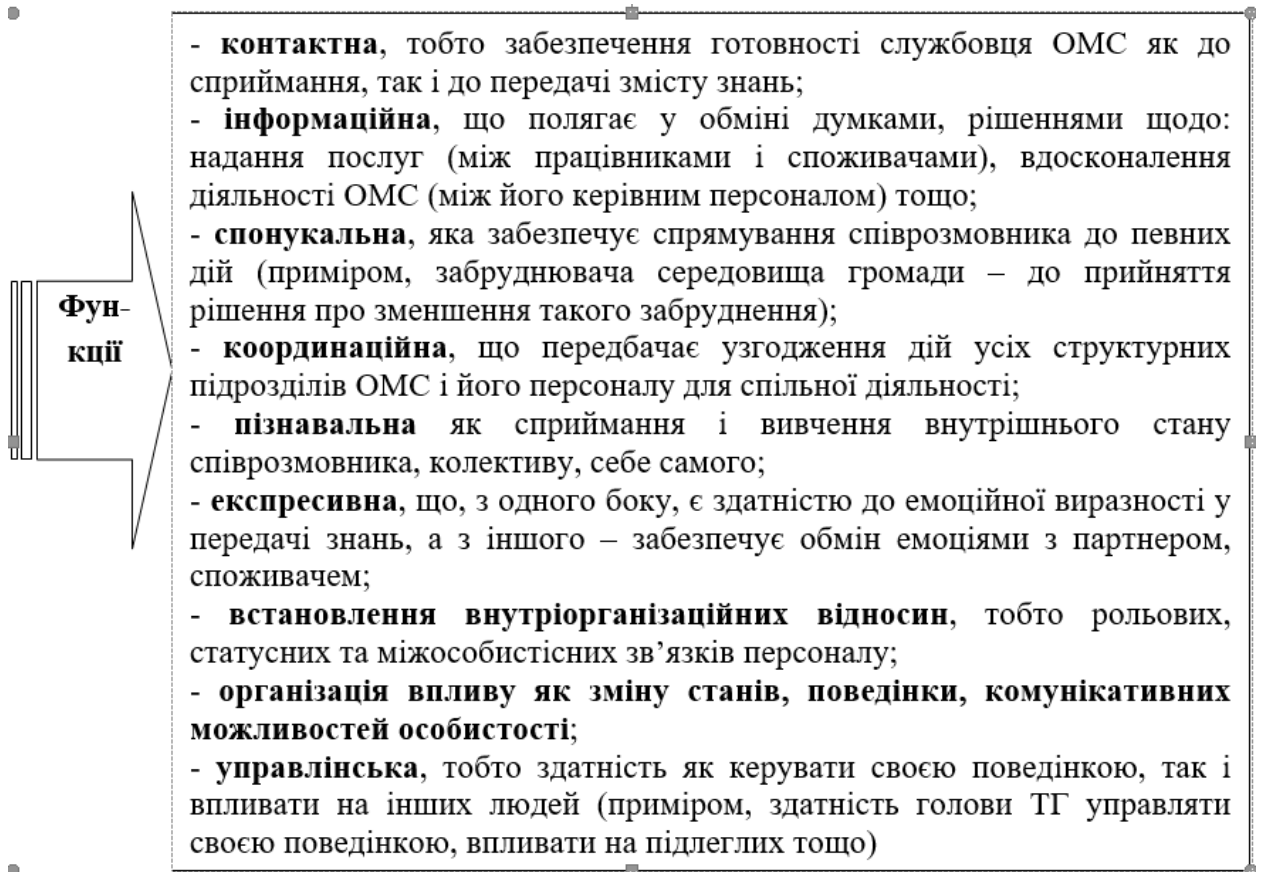 Фун-
кції
- контактна, тобто забезпечення готовності службовця ОМС як до
сприймання, так і до передачі змісту знань;
- інформаційна, що полягає у обміні думками, рішеннями щодо:
надання послуг (між працівниками і споживачами), вдосконалення
діяльності ОМС (між його керівним персоналом) тощо;
- спонукальна, яка забезпечує спрямування співрозмовника до певних
дій (приміром, забруднювача середовища громади – до прийняття
рішення про зменшення такого забруднення);
- координаційна, що передбачає узгодження дій усіх структурних
підрозділів ОМС і його персоналу для спільної діяльності;
- пізнавальна як сприймання і вивчення внутрішнього стану
співрозмовника, колективу, себе самого;
- експресивна, що, з одного боку, є здатністю до емоційної виразності у
передачі знань, а з іншого – забезпечує обмін емоціями з партнером,
споживачем;
- встановлення внутріорганізаційних відносин, тобто рольових,
статусних та міжособистісних зв’язків персоналу;
- організація впливу як зміну станів, поведінки, комунікативних
можливостей особистості;
- управлінська, тобто здатність як керувати своєю поведінкою, так і
впливати на інших людей (приміром, здатність голови ТГ управляти
своєю поведінкою, впливати на підлеглих тощо)